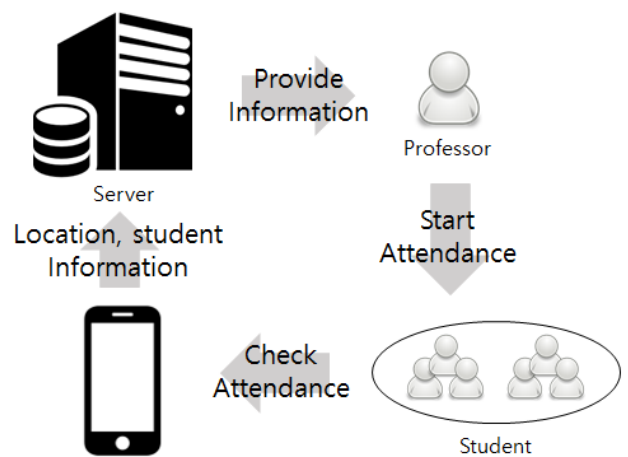 Provide
Information
Professor
Server
Start
Attendance
Location, student
Information
Check
Attendance
Student